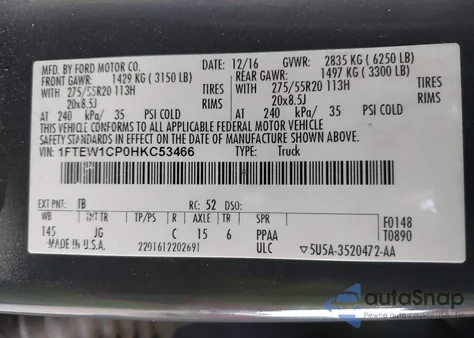 MFD. BY FORD MOTOR CO. DATE: 12/16 GVWR: 2835 KG ( 6250 LB)
FRONT GAWR: 1429 KG ( 3150 LB) REAR GAWR: 1497 KG ( 3300 LB)
WITH 275/55R20 113H TIRES WITH 275/55R20 113H TIRES
20x8.5J RIMS 20x8.5J RIMS
AT 240 kPa/ 35 PSI COLD AT 240 kPa/ 35 PSI COLD
THIS VEHICLE CONFORMS TO ALL APPLICABLE FEDERAL MOTOR VEHICLE
SAFETY STANDARDS IN EFFECT ON THE DATE OF MANUFACTURE SHOWN ABOVE.
VIN: 1FTEW1CP0HKC53466 TYPE: Truck
EXT PNT: TB RC: 52 DSO:
WB INT TR TP/PS R AXLE TR SPR F0148
145 JG C 15 6 PPAA T0890
MADE IN U.S.A. 2201612202691 ULC 5U5A-3520472-AA
autoSnap
Pewne auto z